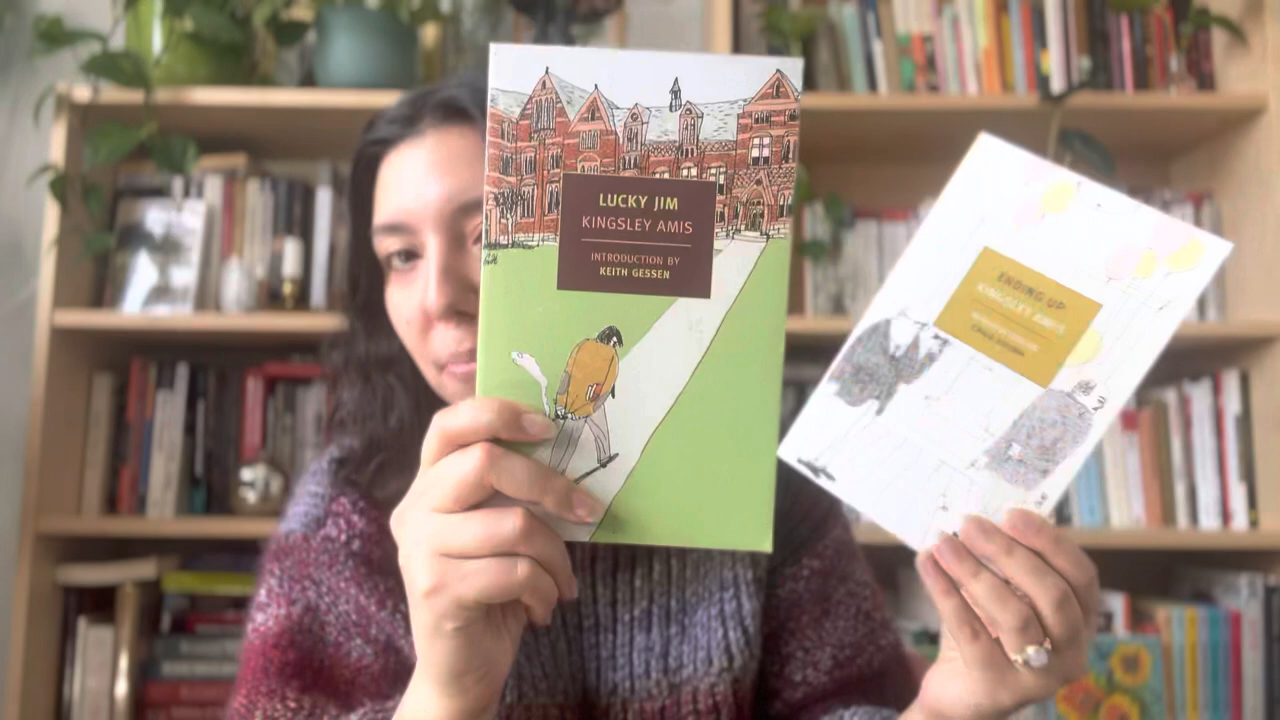 LUCKY JIM
KINGSLEY AMIS
INTRODUCTION BY
KEITH GESSEN
ENDING UP
KINGSLEY AMIS